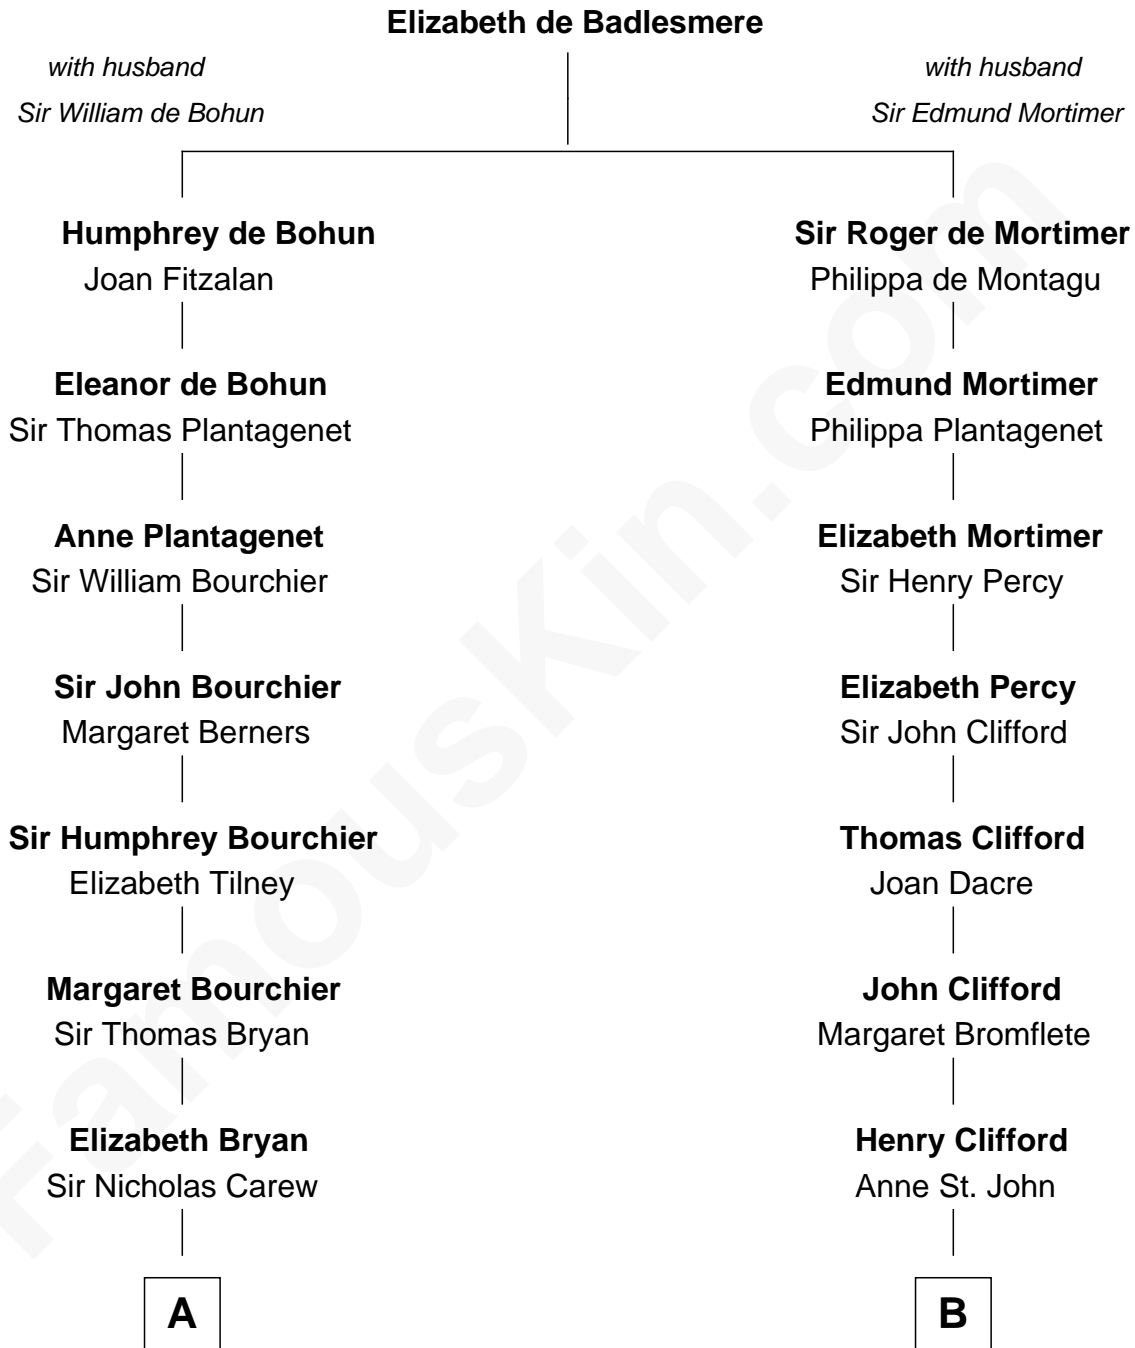 Elizabeth de Badlesmere
with husband
Sir William de Bohun
with husband
Sir Edmund Mortimer
Humphrey de Bohun
Joan Fitzalan
Sir Roger de Mortimer
Philippa de Montagu
Eleanor de Bohun
Sir Thomas Plantagenet
Edmund Mortimer
Philippa Plantagenet
Anne Plantagenet
Sir William Bourchier
Elizabeth Mortimer
Sir Henry Percy
Sir John Bourchier
Margaret Berners
Elizabeth Percy
Sir John Clifford
Sir Humphrey Bourchier
Elizabeth Tilney
Thomas Clifford
Joan Dacre
Margaret Bourchier
Sir Thomas Bryan
John Clifford
Margaret Bromflete
Elizabeth Bryan
Sir Nicholas Carew
Henry Clifford
Anne St. John
A
B
FamousKin.com